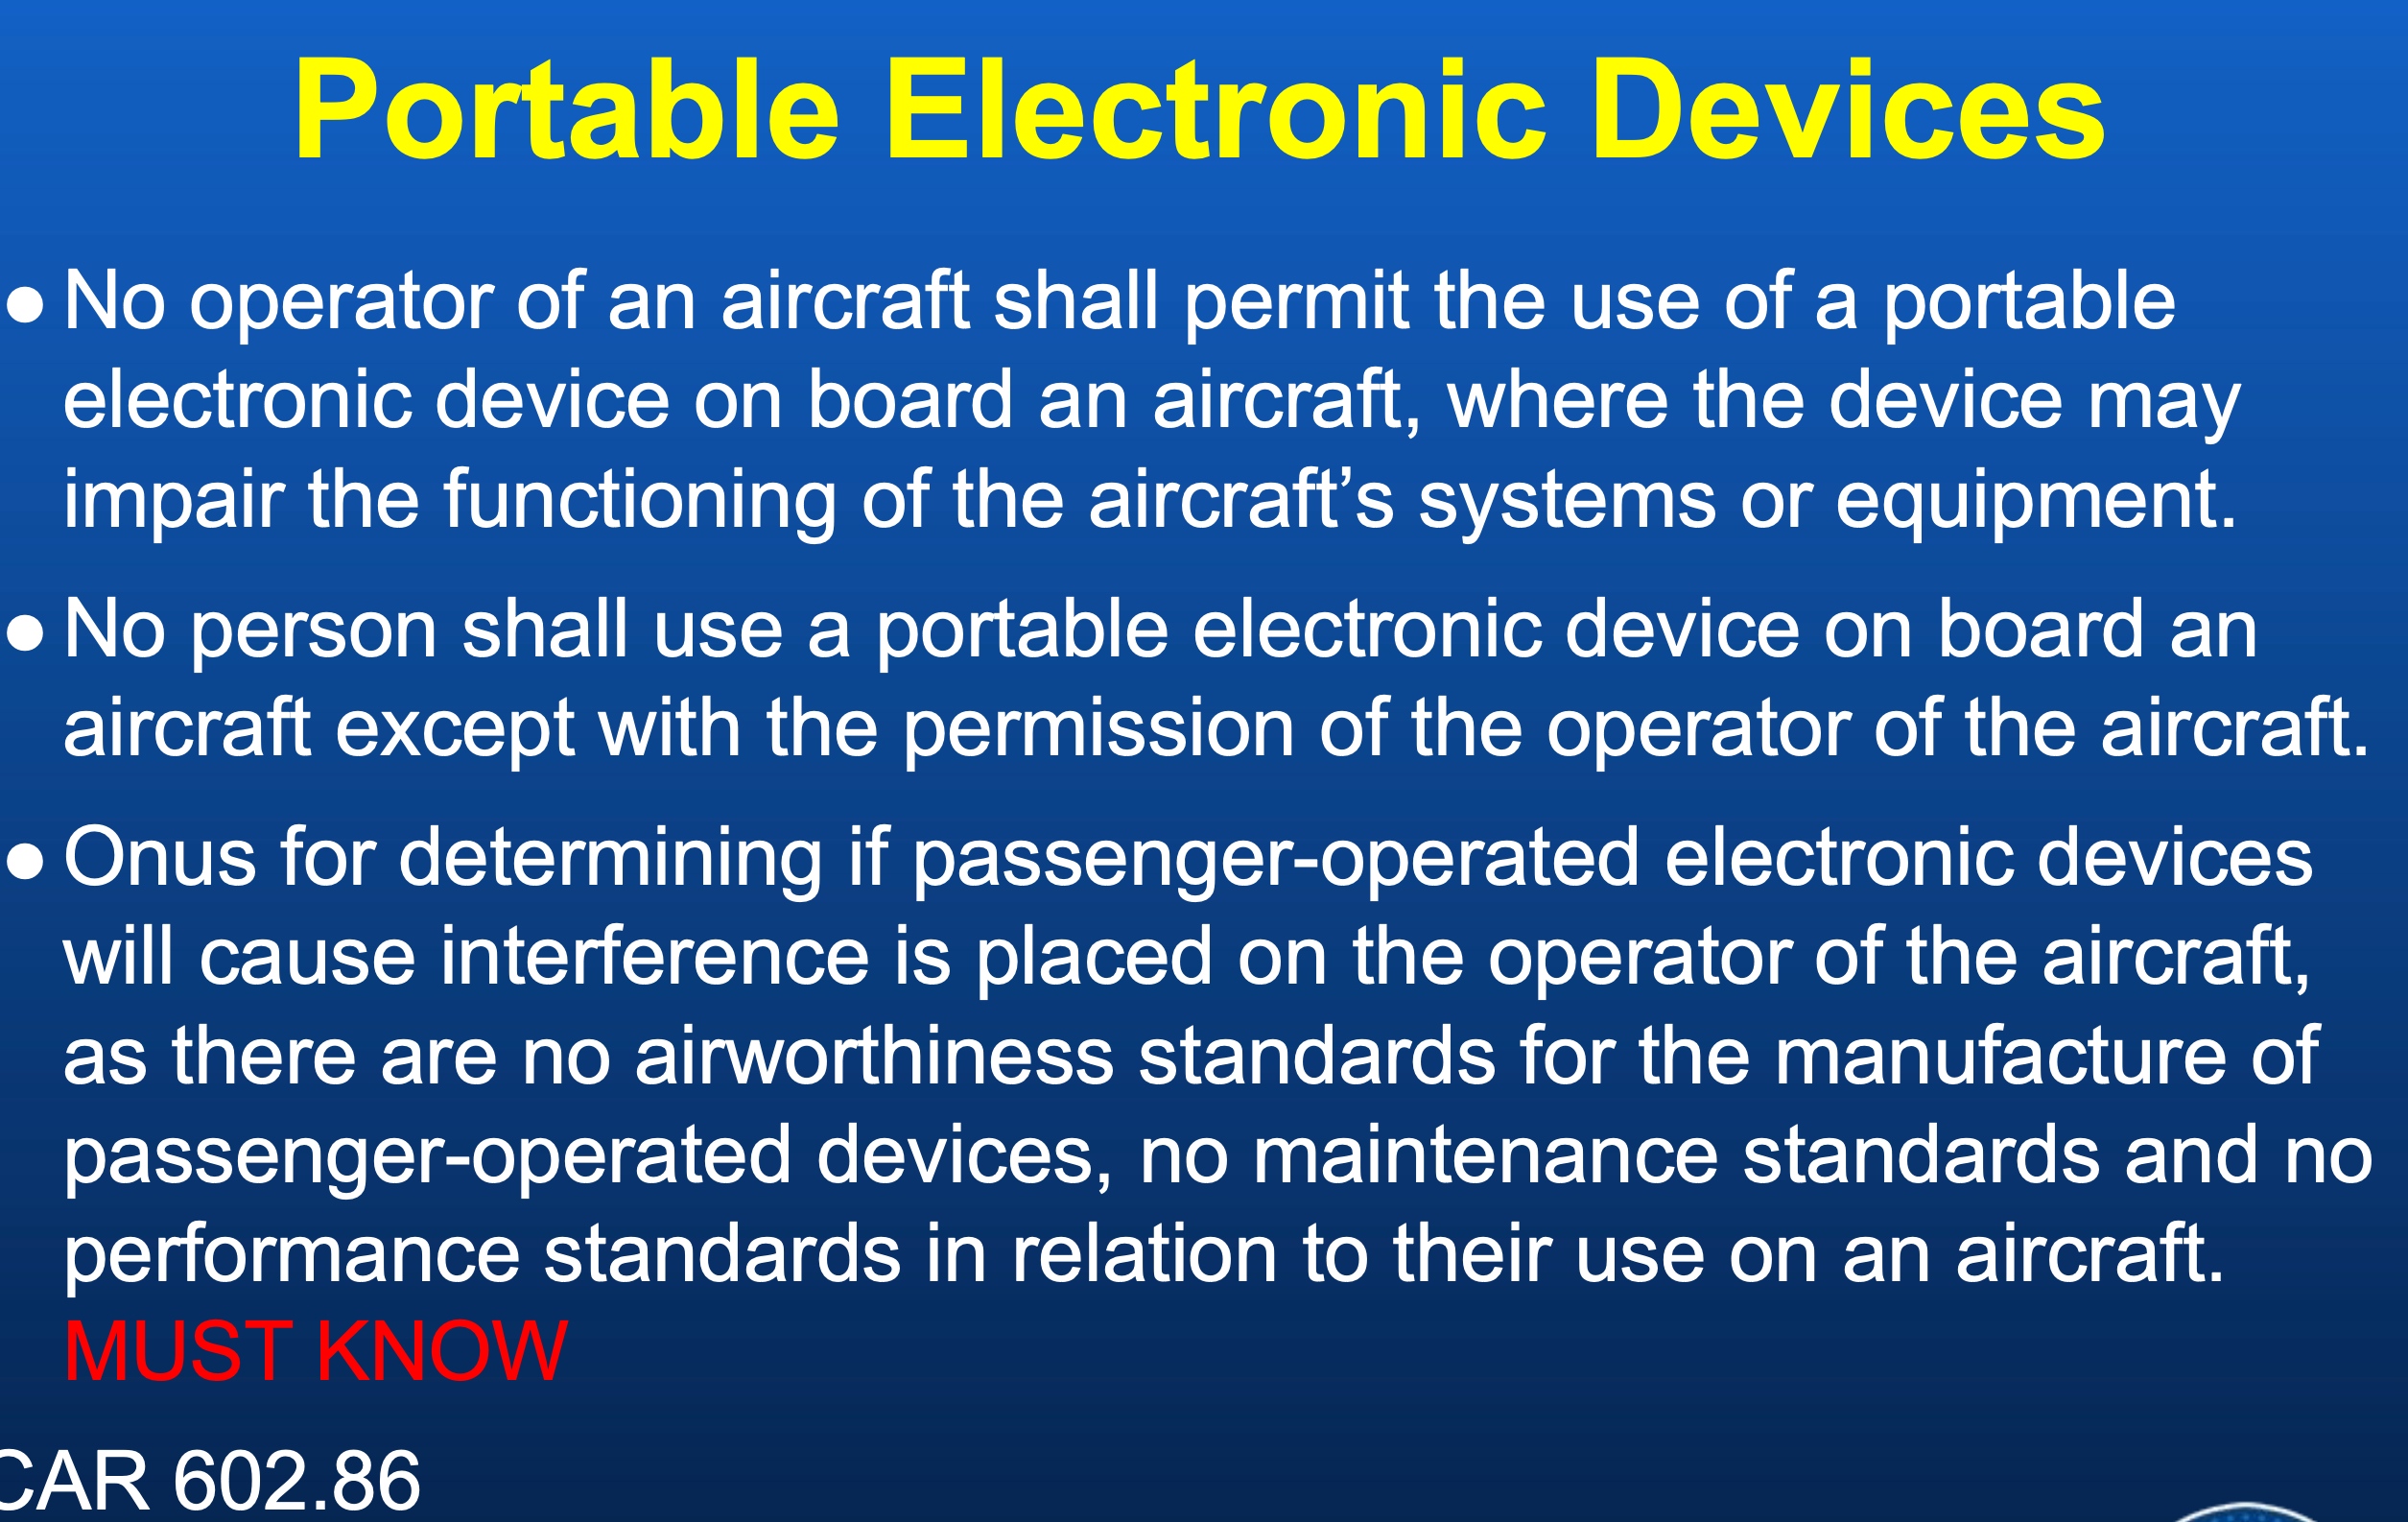 Portable Electronic Devices
● No operator of an aircraft shall permit the use of a portable
electronic device on board an aircraft, where the device may
impair the functioning of the aircraft’s systems or equipment.
● No person shall use a portable electronic device on board an
aircraft except with the permission of the operator of the aircraft.
● Onus for determining if passenger-operated electronic devices
will cause interference is placed on the operator of the aircraft,
as there are no airworthiness standards for the manufacture of
passenger-operated devices, no maintenance standards and no
performance standards in relation to their use on an aircraft.
MUST KNOW
CAR 602.86